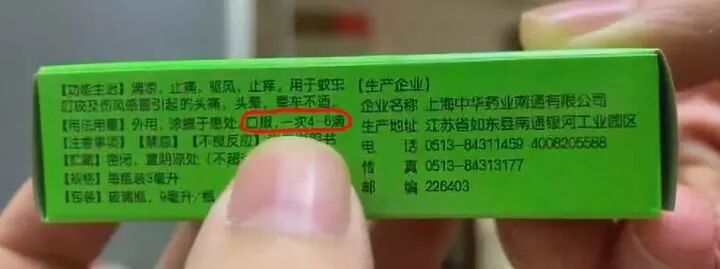 【功能主治】清凉，止痛，驱风，止痒。用于蚊虫
叮咬及伤风感冒引起的头痛，头晕，晕车不适。
【用法用量】外用，涂擦于患处。口服，一次4-6滴
【注意事项】【禁忌】【不良反应】
【贮藏】密闭，置阴凉处（不超
【规格】每瓶装3毫升
【包装】玻璃瓶，9毫升/瓶
【生产企业】
企业名称 上海中华药业南通有限公司
生产地址 江苏省如东县南通银河工业园区
电 话 0513-84311459 4008205588
传 真 0513-84313177
邮 编 226403